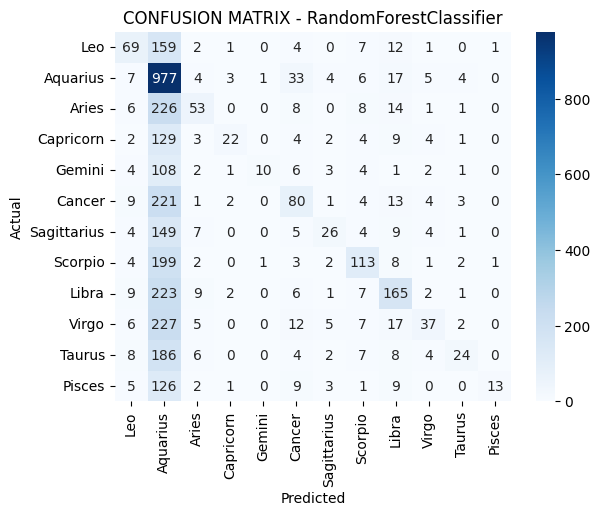 CONFUSION MATRIX - RandomForestClassifier
Leo 69 159 2 1 0 4 0 7 12 1 0 1
Aquarius 7 977 4 3 1 33 4 6 17 5 4 0
Aries 6 226 53 0 0 8 0 8 14 1 1 0
Capricorn 2 129 3 22 0 4 2 4 9 4 1 0
Gemini 4 108 2 1 10 6 3 4 1 2 1 0
Cancer 9 221 1 2 0 80 1 4 13 4 3 0
Sagittarius 4 149 7 0 0 5 26 4 9 4 1 0
Scorpio 4 199 2 0 1 3 2 113 8 1 2 1
Libra 9 223 9 2 0 6 1 7 165 2 1 0
Virgo 6 227 5 0 0 12 5 7 17 37 2 0
Taurus 8 186 6 0 0 4 2 7 8 4 24 0
Pisces 5 126 2 1 0 9 3 1 9 0 0 13
Actual
Leo Aquarius Aries Capricorn Gemini Cancer Sagittarius Scorpio Libra Virgo Taurus Pisces
Predicted
800
600
400
200
0